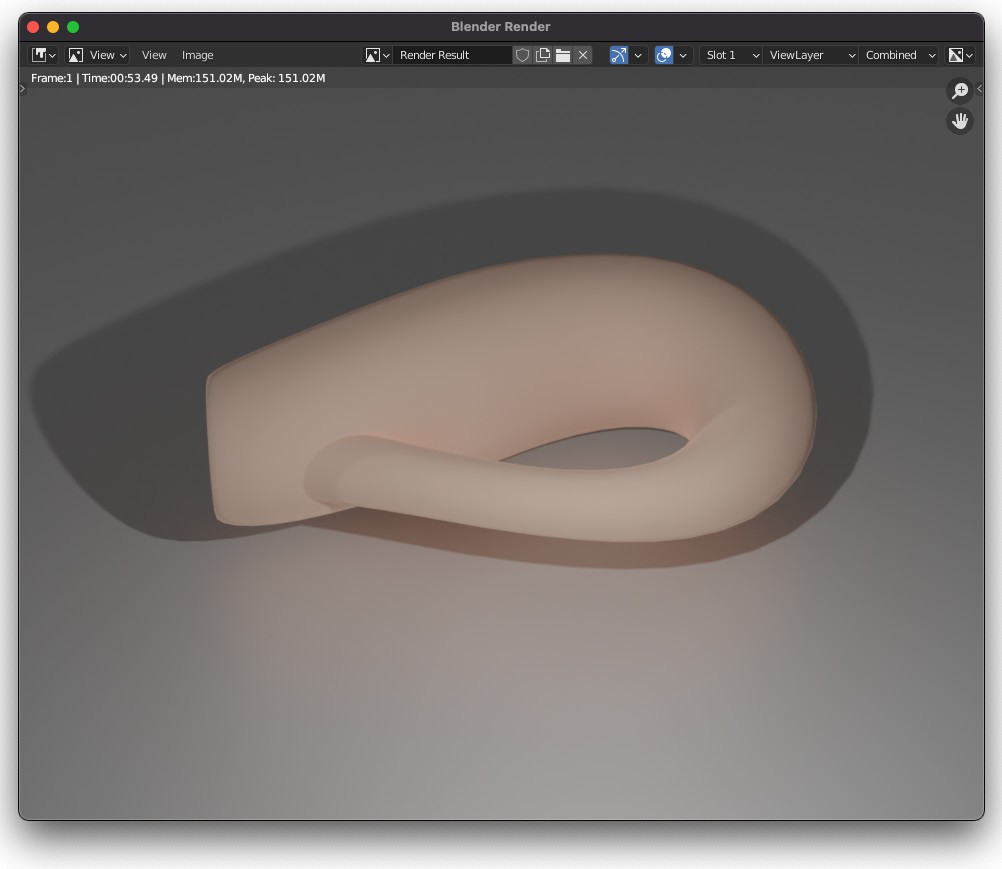 Blender Render
View View Image Render Result Slot 1 ViewLayer Combined
Frame:1 | Time:00:53.49 | Mem:151.02M, Peak: 151.02M